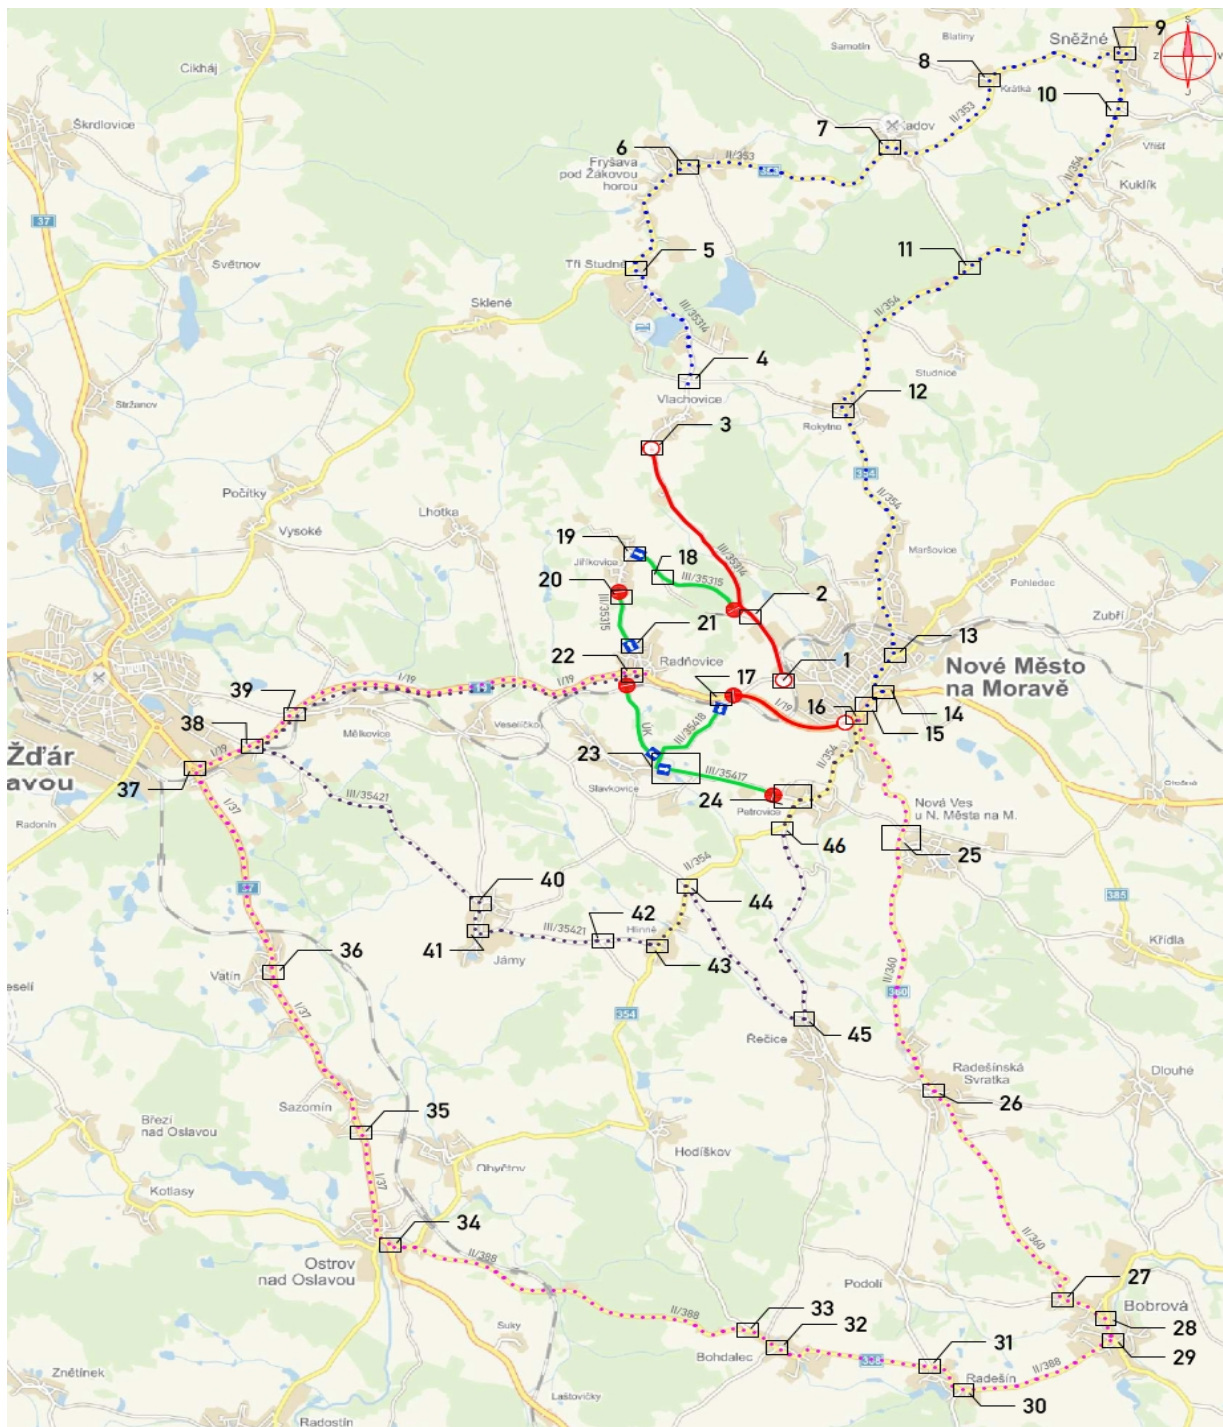 S
9
Blatiny
Sněžné
Samotín
Z
V
8
Cikháj
J
Krátká
10
II/353
7
Škrdlovice
Kadov
6
II/353
Vříšť
Fryšava
pod Žákovou
horou
II/354
Kuklík
37
Světnov
Tři Studně
5
11
III/35314
II/354
Sklené
Studnice
4
Stržanov
Vlachovice
12
Rokytno
3
354
II/354
Počítky
Lhotka
Vysoké
III/35314
19
18
Maršovice
Jiříkovice
20
III/35315
Pohledec
2
Zubří
III/35315
21
22
Radňovice
13
1
Nové Město
na Moravě
17
39
I/19
I/19
16
14
38
15
I/19
Veselíčko
Mělkovice
UK
III/35418
II/354
I/19
Žďár
avou
23
III/35417
37
Slavkovice
24
Petrovice
Nová Ves
u N. Města na M.
Radonín
III/35421
I/37
46
25
II/354
385
40
44
42
III/35421
Hlinné
Křídla
41
Jámy
43
36
Vatín
II/360
eselí
360
354
I/37
45
Řečice
Radešínská
Svratka
Dlouhé
26
Sazomín
35
Březí
nad Oslavou
Hodíškov
Obyčtov
I/37
Kotlasy
34
Ostrov
nad Oslavou
II/388
II/360
Podolí
27
Bobrová
II/388
33
28
Suky
32
29
Bohdalec
31
II/388
Znětínek
Radešín
Laštovičky
30
Radostín